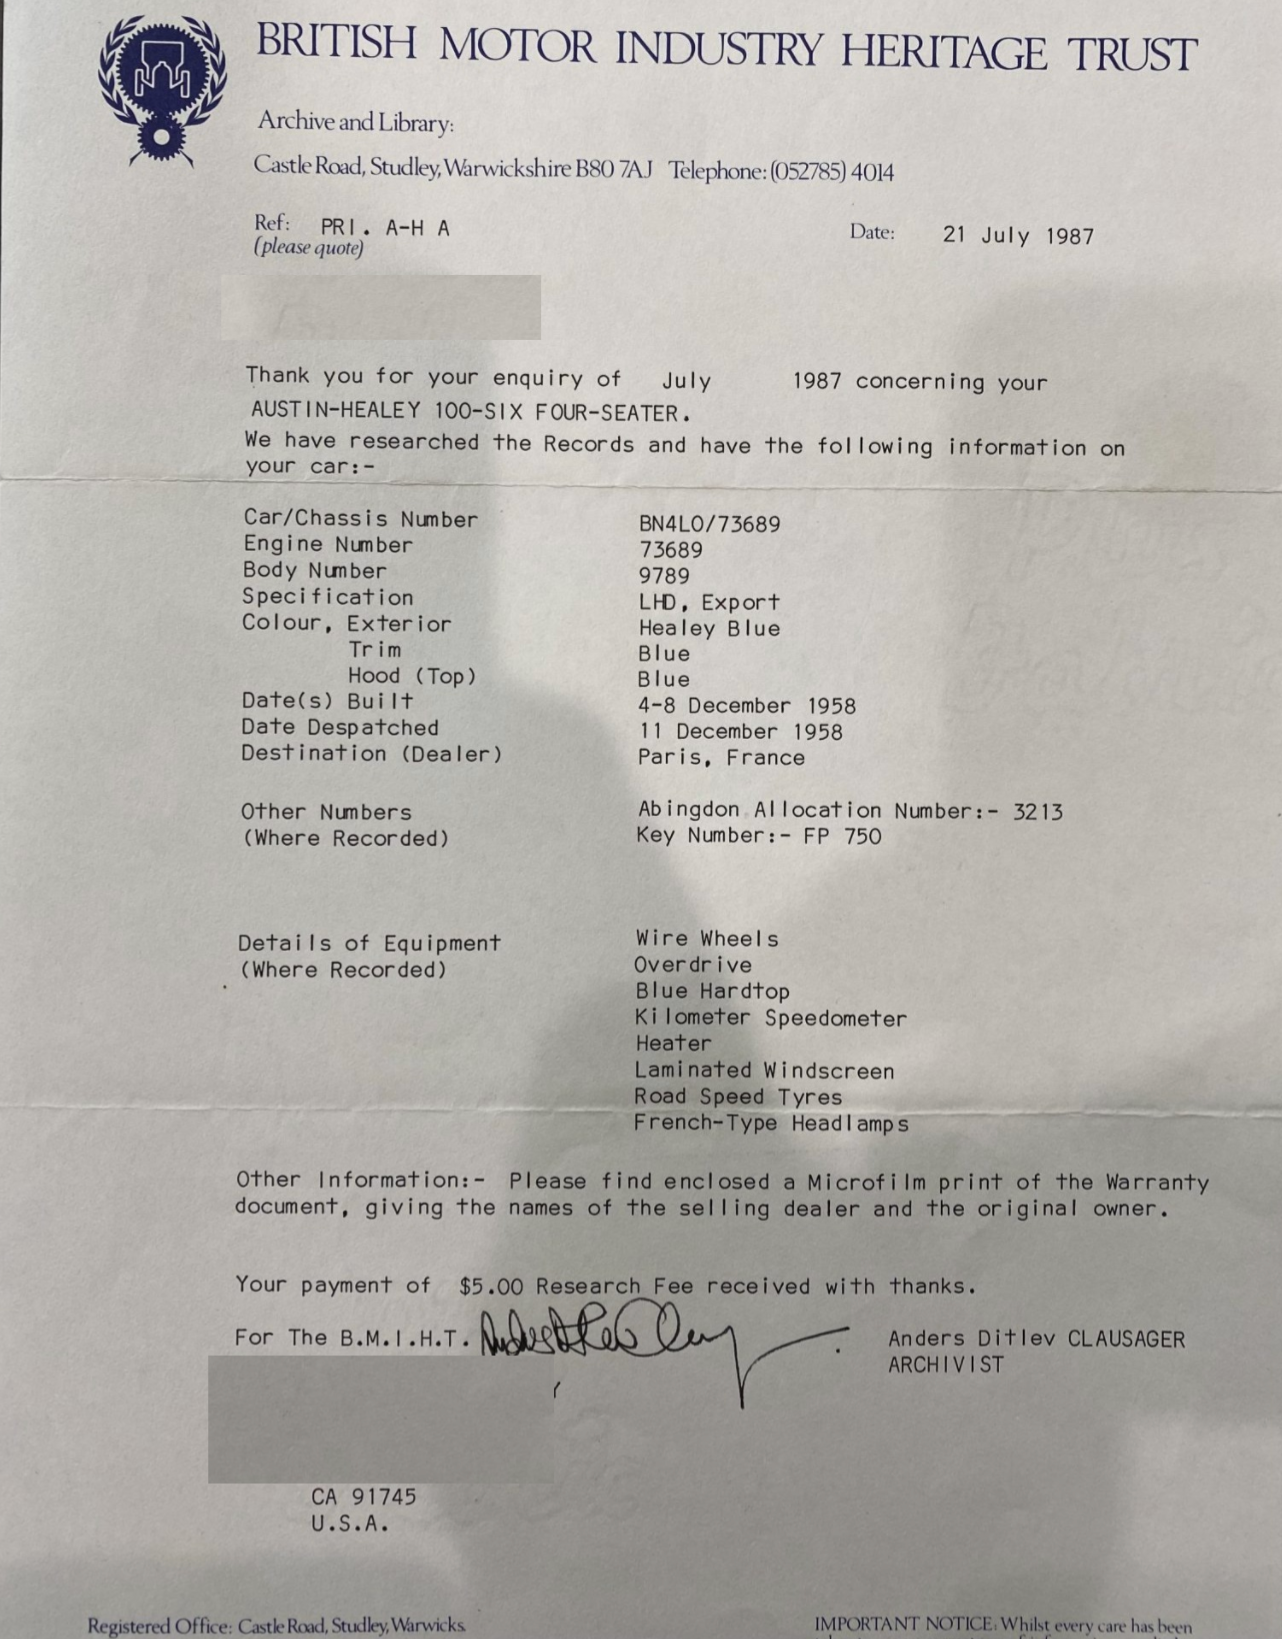 BRITISH MOTOR INDUSTRY HERITAGE TRUST
Archive and Library:
Castle Road, Studley, Warwickshire B80 7AJ Telephone: (052785) 4014
Ref: PRI. A-H A
(please quote)
Date: 21 July 1987
Thank you for your enquiry of July 1987 concerning your
AUSTIN-HEALEY 100-SIX FOUR-SEATER.
We have researched the Records and have the following information on
your car:-
Car/Chassis Number BN4LO/73689
Engine Number 73689
Body Number 9789
Specification LHD, Export
Colour, Exterior Healey Blue
Trim Blue
Hood (Top) Blue
Date(s) Built 4-8 December 1958
Date Despatched 11 December 1958
Destination (Dealer) Paris, France
Other Numbers Abingdon Allocation Number:- 3213
(Where Recorded) Key Number:- FP 750
Details of Equipment Wire Wheels
(Where Recorded) Overdrive
Blue Hardtop
Kilometer Speedometer
Heater
Laminated Windscreen
Road Speed Tyres
French-Type Headlamps
Other Information:- Please find enclosed a Microfilm print of the Warranty
document, giving the names of the selling dealer and the original owner.
Your payment of $5.00 Research Fee received with thanks.
For The B.M.I.H.T. Anders Ditlev CLAUSAGER
ARCHIVIST
CA 91745
U.S.A.
Registered Office: Castle Road, Studley, Warwicks.
IMPORTANT NOTICE: Whilst every care has been